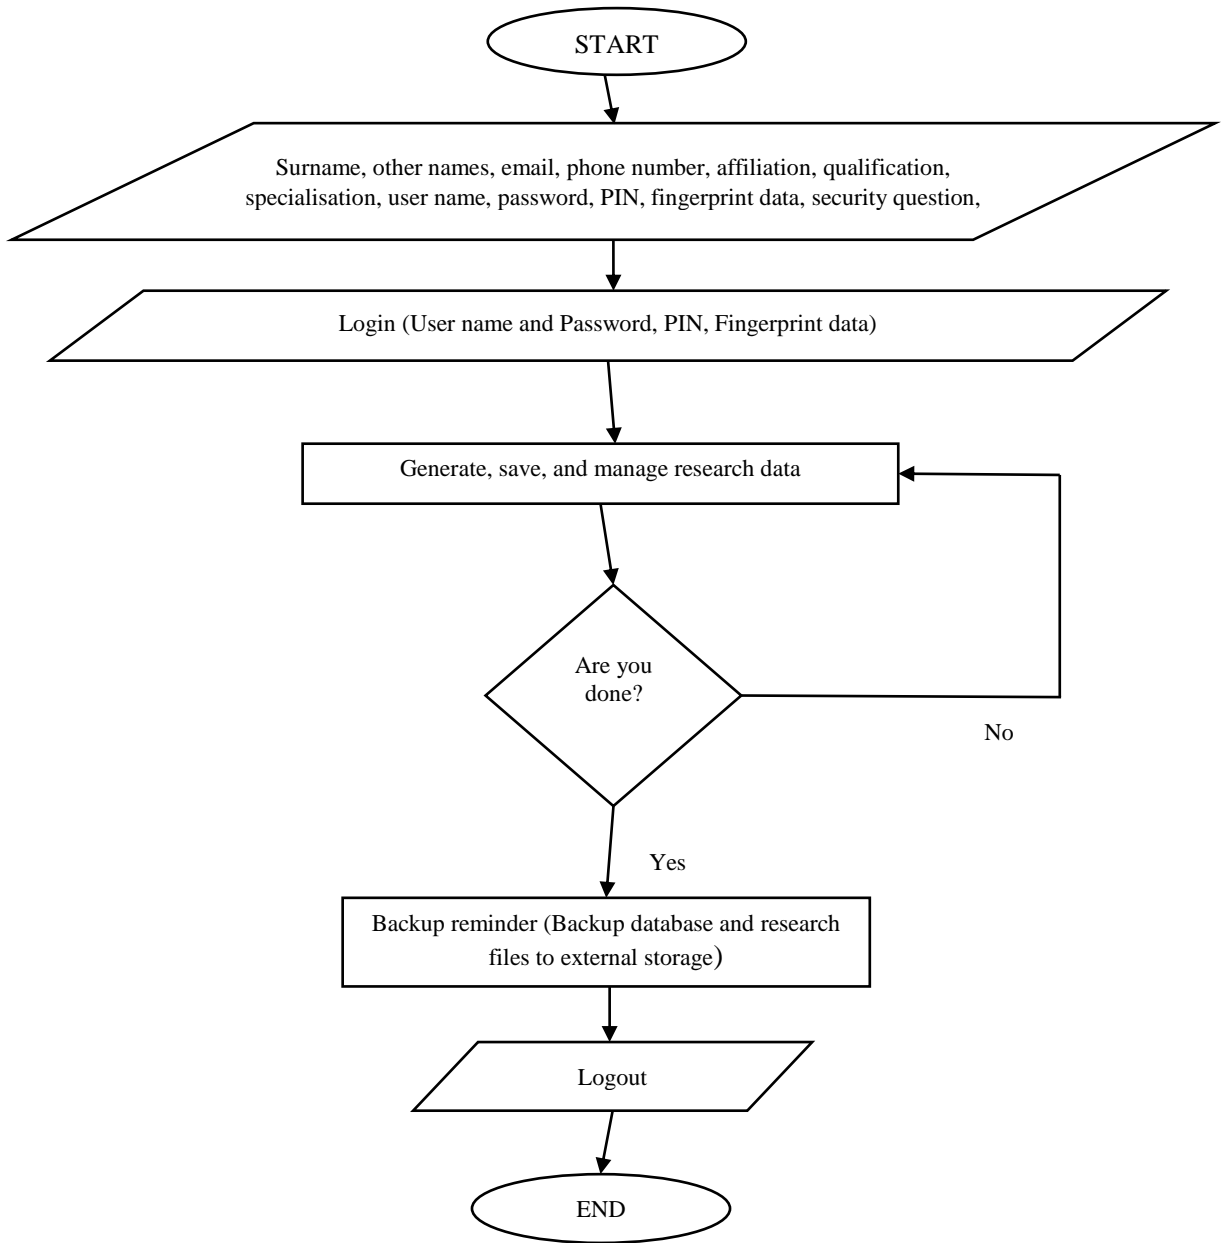 START
Surname, other names, email, phone number, affiliation, qualification,
specialisation, user name, password, PIN, fingerprint data, security question,
Login (User name and Password, PIN, Fingerprint data)
Generate, save, and manage research data
Are you
done?
No
Yes
Backup reminder (Backup database and research
files to external storage)
Logout
END